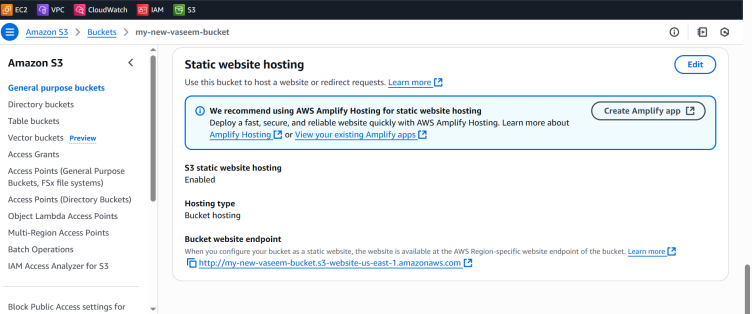 EC2 VPC CloudWatch IAM S3
Amazon S3 > Buckets > my-new-vaseem-bucket
Amazon S3
General purpose buckets
Directory buckets
Table buckets
Vector buckets Preview
Access Grants
Access Points (General Purpose
Buckets, FSx file systems)
Access Points (Directory Buckets)
Object Lambda Access Points
Multi-Region Access Points
Batch Operations
IAM Access Analyzer for S3
Block Public Access settings for
Static website hosting
Edit
Use this bucket to host a website or redirect requests. Learn more
We recommend using AWS Amplify Hosting for static website hosting
Deploy a fast, secure, and reliable website quickly with AWS Amplify Hosting. Learn more about
Amplify Hosting or View your existing Amplify apps
Create Amplify app
S3 static website hosting
Enabled
Hosting type
Bucket hosting
Bucket website endpoint
When you configure your bucket as a static website, the website is available at the AWS Region-specific website endpoint of the bucket. Learn more
http://my-new-vaseem-bucket.s3-website-us-east-1.amazonaws.com